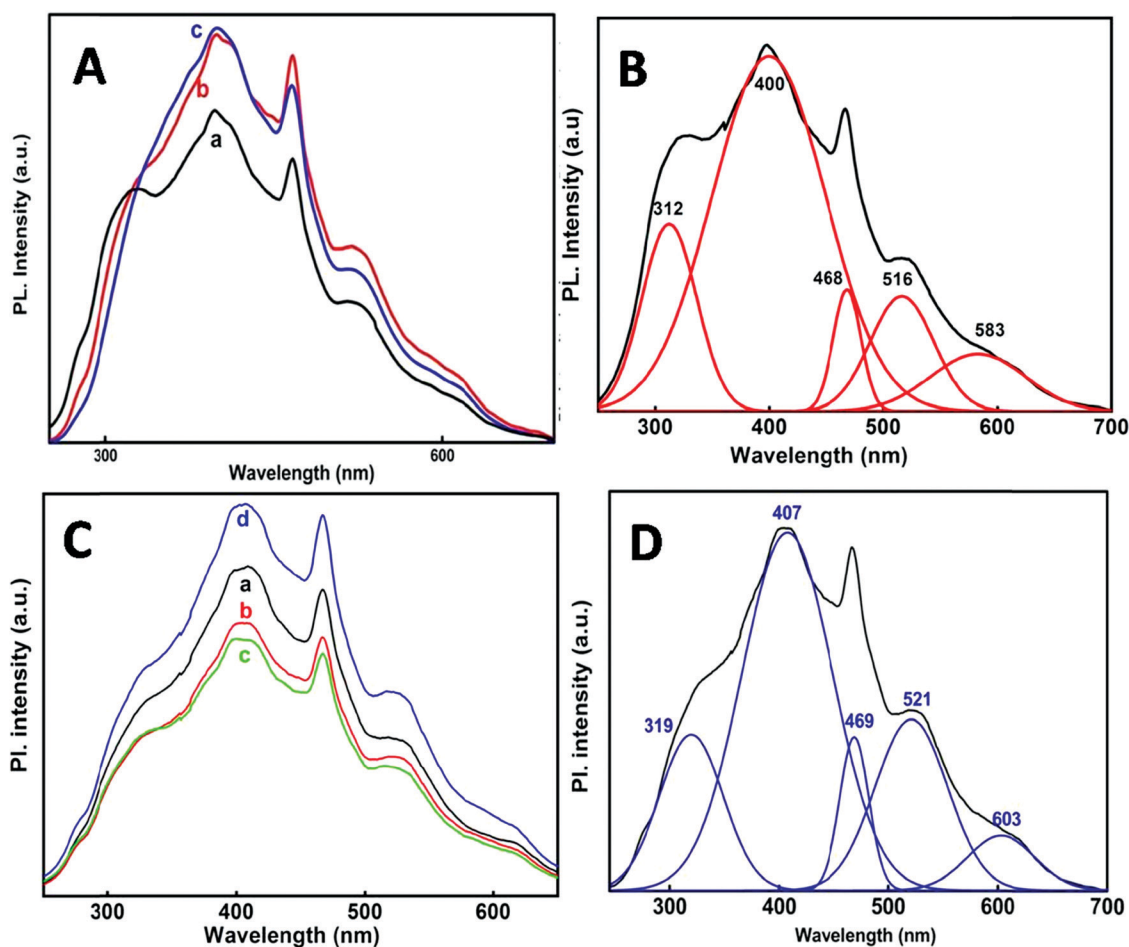 A
c
b
a
PL. Intensity (a.u.)
300
600
Wavelength (nm)
B
400
312
468
516
583
PL. Intensity (a.u)
300
400
500
600
700
Wavelength (nm)
C
d
a
b
c
Pl. intensity (a.u.)
300
400
500
600
Wavelength (nm)
D
407
319
469
521
603
Pl. intensity (a.u.)
300
400
500
600
700
Wavelength (nm)